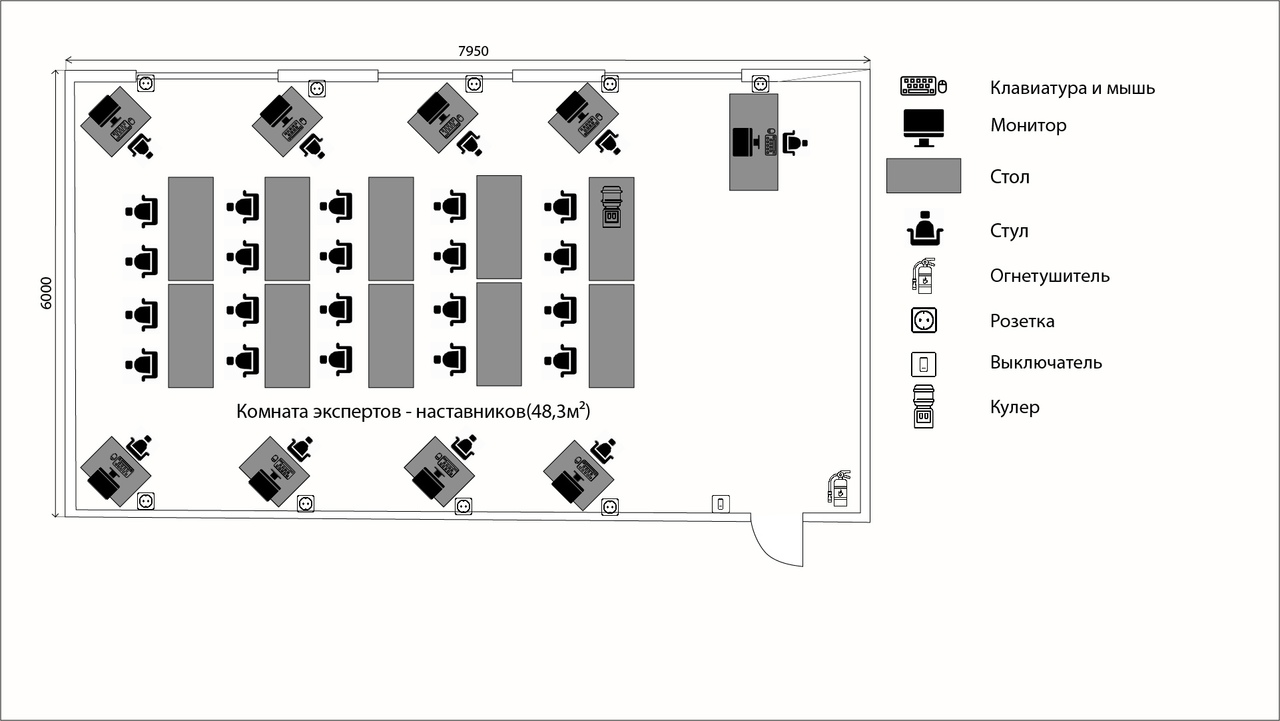 7950
6000
Комната экспертов - наставников(48,3м²)
Клавиатура и мышь
Монитор
Стол
Стул
Огнетушитель
Розетка
Выключатель
Кулер